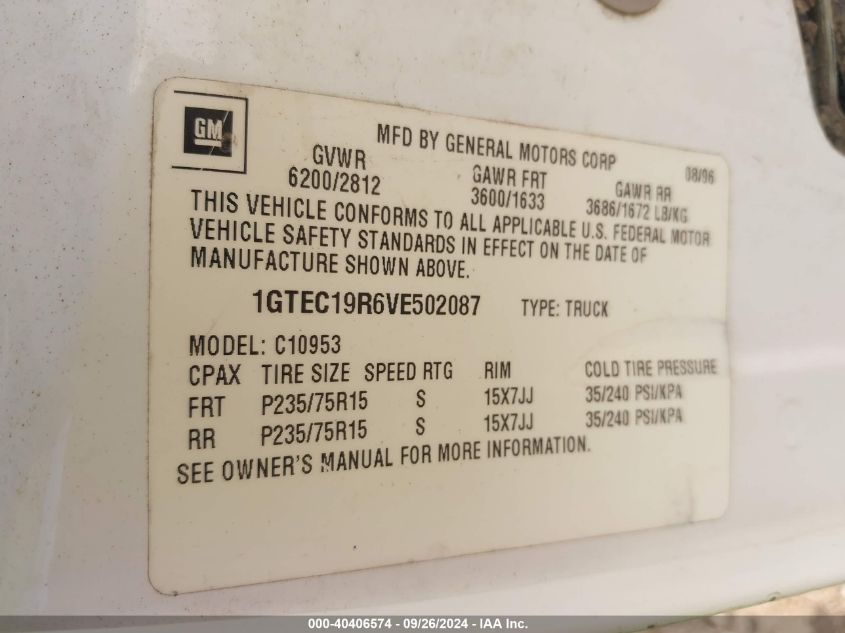 GM
MFD BY GENERAL MOTORS CORP 08/96
GVWR GAWR FRT GAWR RR
6200/2812 3600/1633 3686/1672 LB/KG
THIS VEHICLE CONFORMS TO ALL APPLICABLE U.S. FEDERAL MOTOR
VEHICLE SAFETY STANDARDS IN EFFECT ON THE DATE OF
MANUFACTURE SHOWN ABOVE.
1GTEC19R6VE502087 TYPE: TRUCK
MODEL: C10953
CPAX TIRE SIZE SPEED RTG RIM COLD TIRE PRESSURE
FRT P235/75R15 S 15X7JJ 35/240 PSI/KPA
RR P235/75R15 S 15X7JJ 35/240 PSI/KPA
SEE OWNER'S MANUAL FOR MORE INFORMATION.
000-40406574 - 09/26/2024 - IAA Inc.